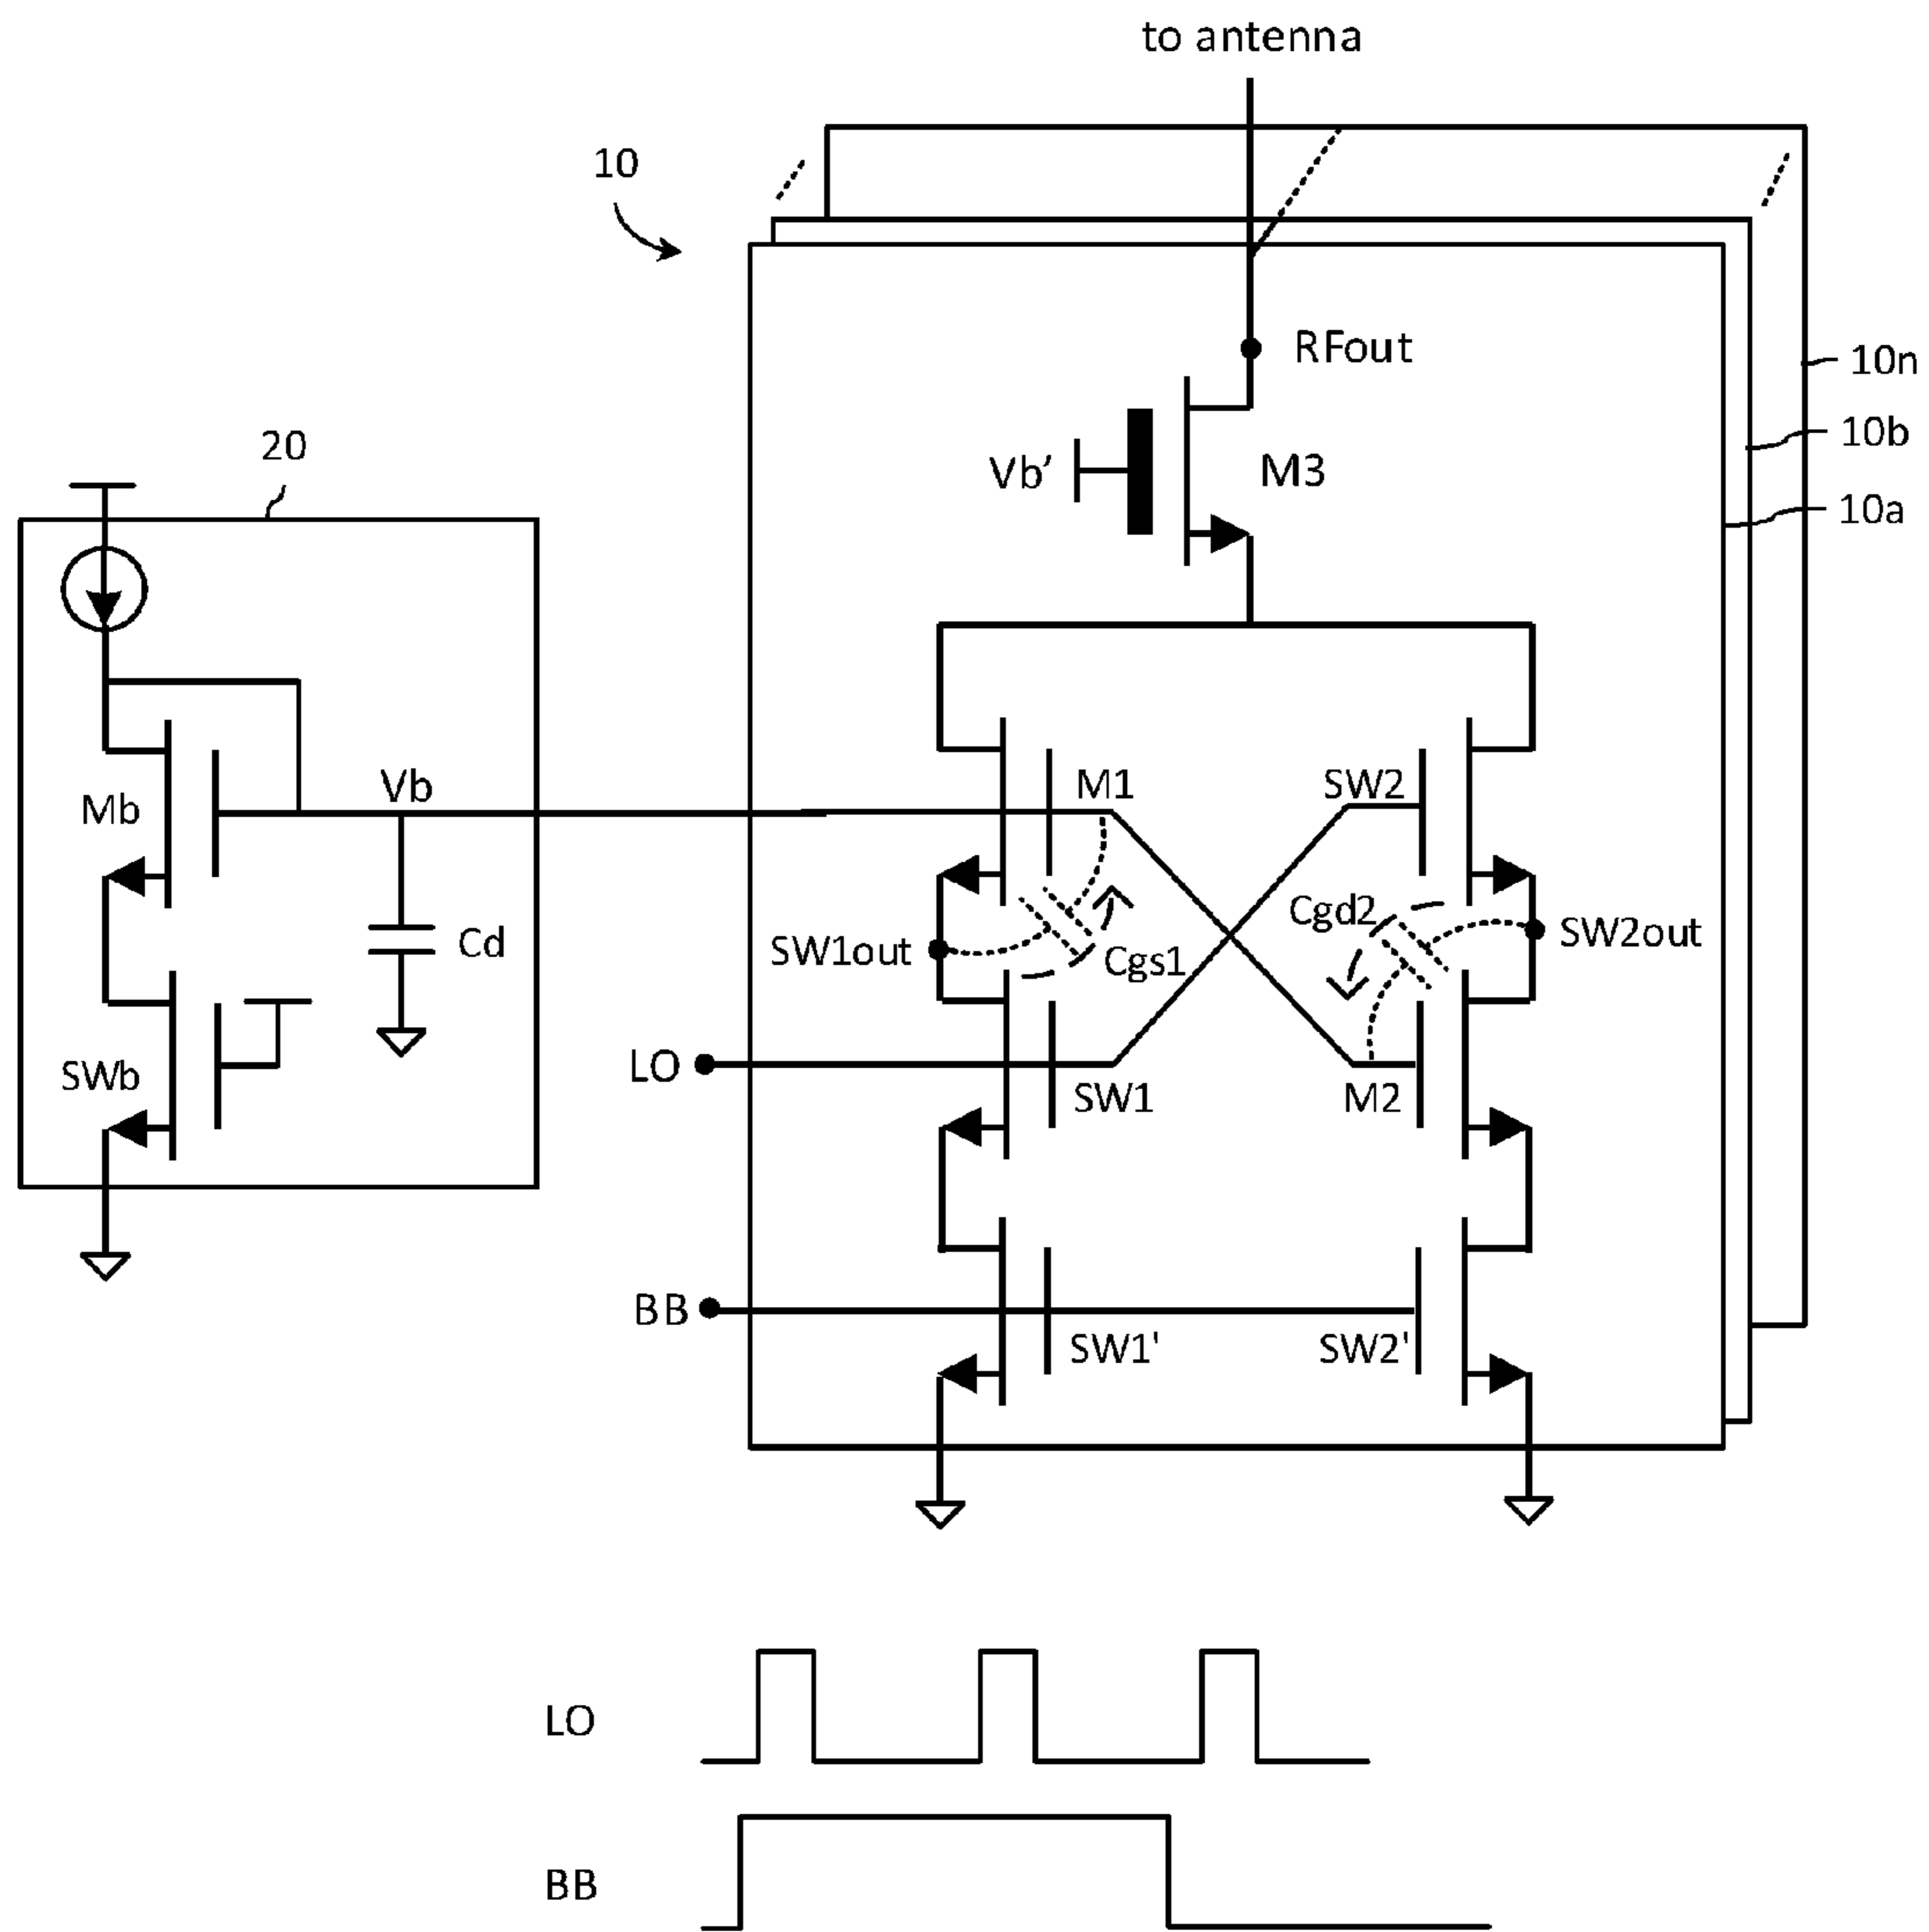 to antenna
10
RFout
10n
10b
20
Vb'
M3
10a
Vb
M1
SW2
Mb
Cgd2
SW1out
SW2out
Cd
Cgs1
LO
SWb
SW1
M2
BB
SW1'
SW2'
LO
BB